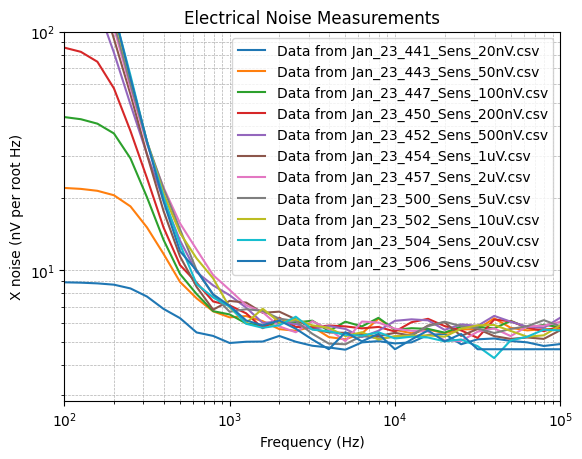 Electrical Noise Measurements
X noise (nV per root Hz)
10²
10¹
Data from Jan_23_441_Sens_20nV.csv
Data from Jan_23_443_Sens_50nV.csv
Data from Jan_23_447_Sens_100nV.csv
Data from Jan_23_450_Sens_200nV.csv
Data from Jan_23_452_Sens_500nV.csv
Data from Jan_23_454_Sens_1uV.csv
Data from Jan_23_457_Sens_2uV.csv
Data from Jan_23_500_Sens_5uV.csv
Data from Jan_23_502_Sens_10uV.csv
Data from Jan_23_504_Sens_20uV.csv
Data from Jan_23_506_Sens_50uV.csv
10² 10³ 10⁴ 10⁵
Frequency (Hz)